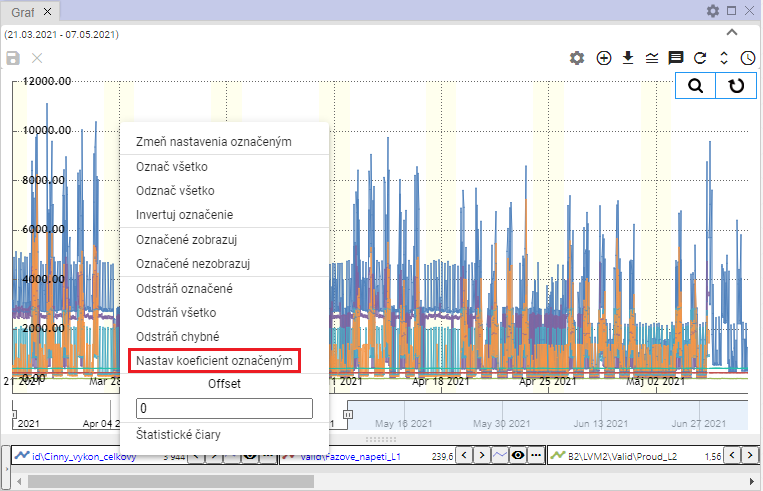 Graf
(21.03.2021 - 07.05.2021)
12000.00
10000.00
8000.00
6000.00
4000.00
2000.00
0.00
Zmeň nastavenia označeným
Označ všetko
Odznač všetko
Invertuj označenie
Označené zobrazuj
Označené nezobrazuj
Odstráň označené
Odstráň všetko
Odstráň chybné
Nastav koeficient označeným
Offset
0
Štatistické čiary
21 2021
Mar 28
1 2021
Apr 18 2021
Apr 25 2021
Máj 02 2021
2021
Apr 04
May 16 2021
May 30 2021
Jun 13 2021
Jun 27 2021
id\Cinny_vykon_celkovy
3 944
Valid\Fazove_napeti_L1
239.6
B2\LVM2\Valid\Proud_L2
1.56